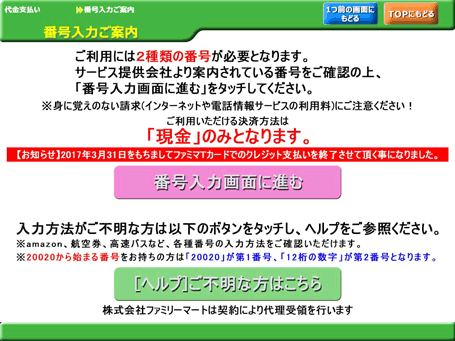 代金支払い
番号入力ご案内
1つ前の画面に
もどる
TOPにもどる
番号入力ご案内
ご利用には2種類の番号が必要となります。
サービス提供会社より案内されている番号をご確認の上、
「番号入力画面に進む」をタッチしてください。
※身に覚えのない請求(インターネットや電話情報サービスの利用料)にご注意ください！
ご利用いただける決済方法は
「現金」のみとなります。
【お知らせ】2017年3月31日をもちましてファミマTカードでのクレジット支払いを終了させて頂く事になりました。
番号入力画面に進む
入力方法がご不明な方は以下のボタンをタッチし、ヘルプをご参照ください。
※amazon、航空券、高速バスなど、各種番号の入力方法をご確認いただけます。
※20020から始まる番号をお持ちの方は「20020」が第1番号、「12桁の数字」が第2番号となります。
[ヘルプ]ご不明な方はこちら
株式会社ファミリーマートは契約により代理受領を行います